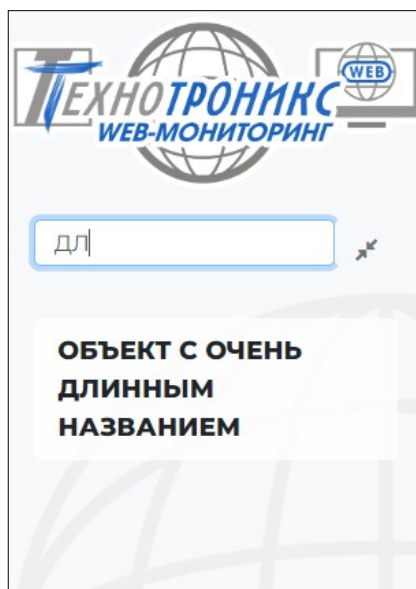 ТЕХНОТРОНИКС
WEB
WEB-МОНИТОРИНГ
дл
ОБЪЕКТ С ОЧЕНЬ
ДЛИННЫМ
НАЗВАНИЕМ